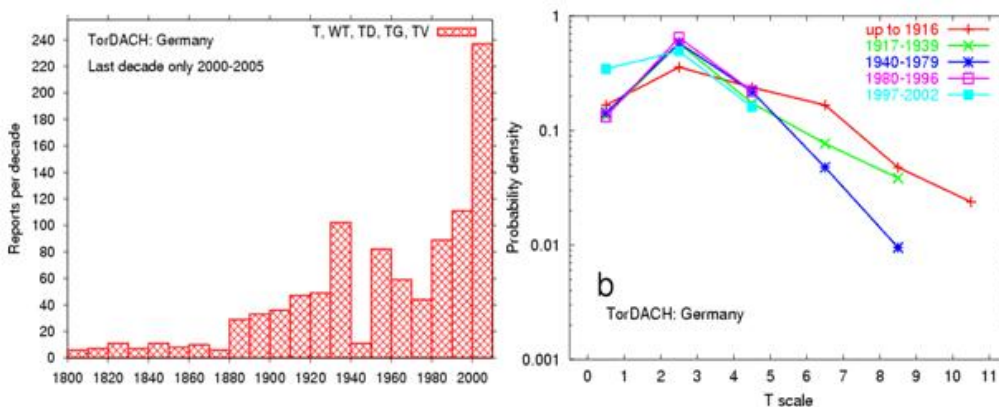 T, WT, TD, TG, TV
TorDACH: Germany
Last decade only 2000-2005
Reports per decade
240
220
200
180
160
140
120
100
80
60
40
20
0
1800 1820 1840 1860 1880 1900 1920 1940 1960 1980 2000
up to 1916
1917-1939
1940-1979
1980-1996
1997-2002
Probability density
1
0.1
0.01
0.001
b
TorDACH: Germany
0 1 2 3 4 5 6 7 8 9 10 11
T scale